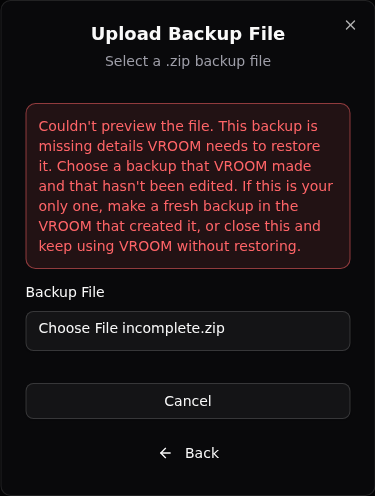 Upload Backup File
Select a .zip backup file
Couldn't preview the file. This backup is
missing details VROOM needs to restore
it. Choose a backup that VROOM made
and that hasn't been edited. If this is your
only one, make a fresh backup in the
VROOM that created it, or close this and
keep using VROOM without restoring.
Backup File
Choose File incomplete.zip
Cancel
Back